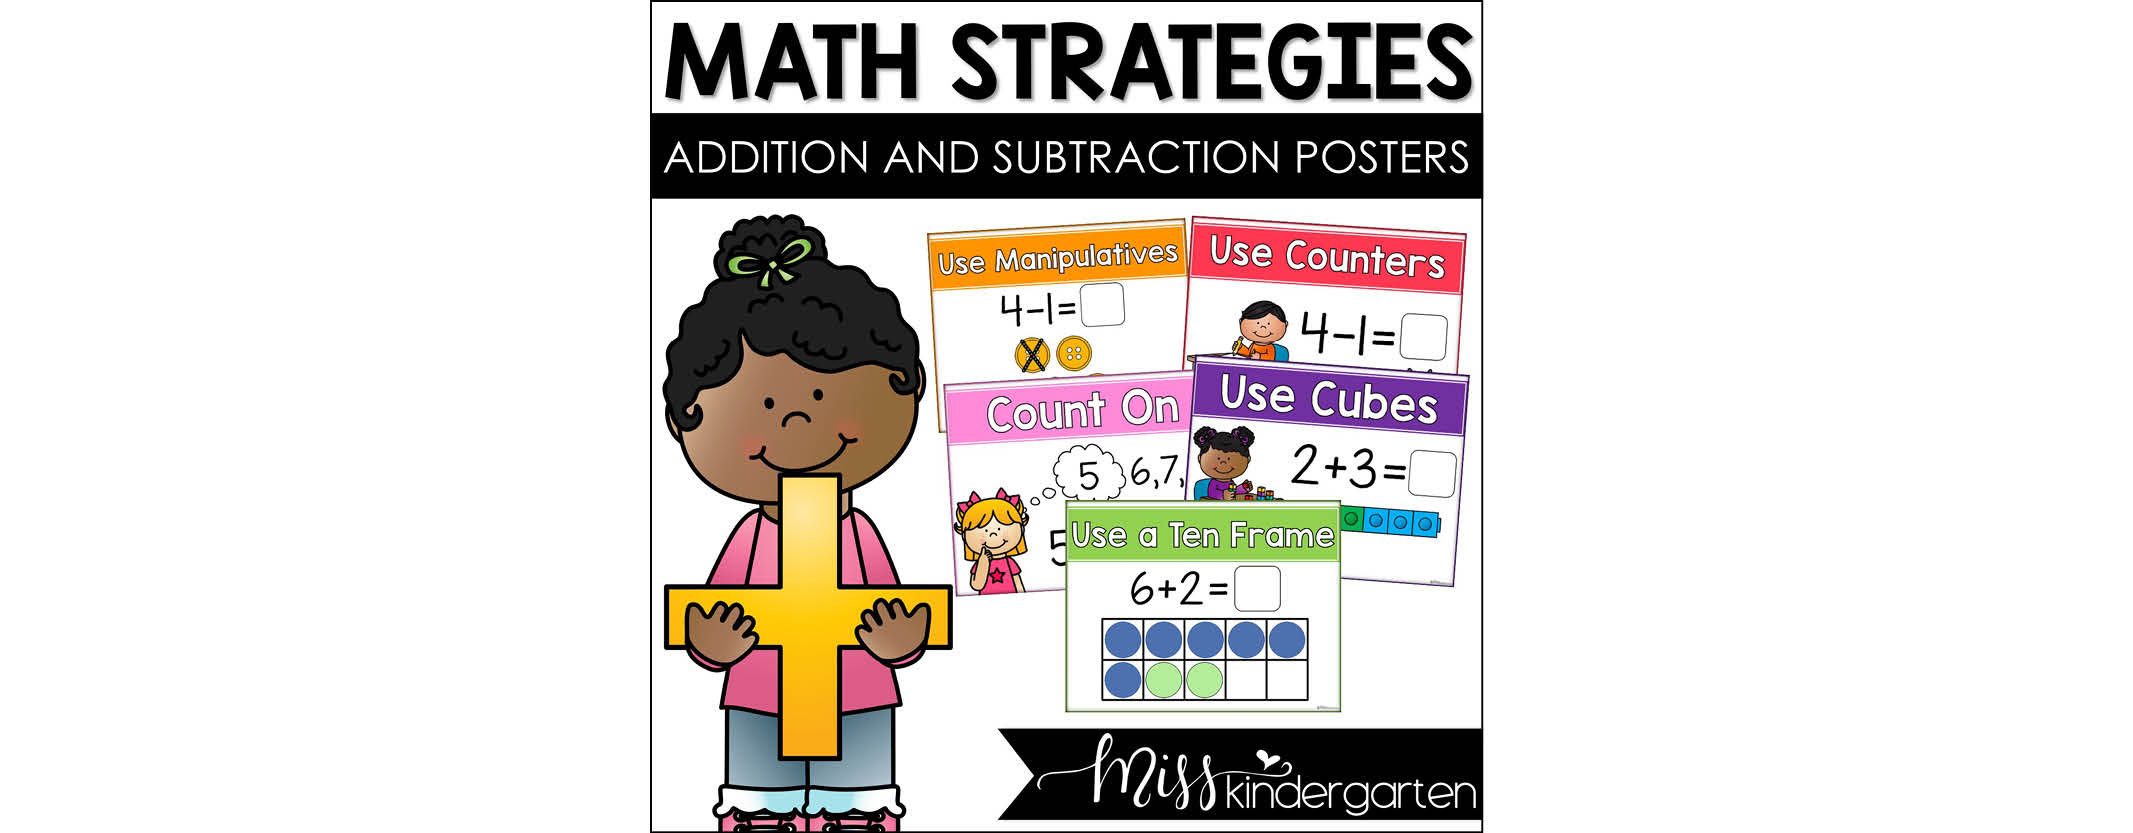 MATH STRATEGIES
ADDITION AND SUBTRACTION POSTERS
Use Manipulatives
4-1=
Use Counters
4-1=
Count On
5
6,7,
5
Use Cubes
2+3=
Use a Ten Frame
6+2=
Miss
kindergarten